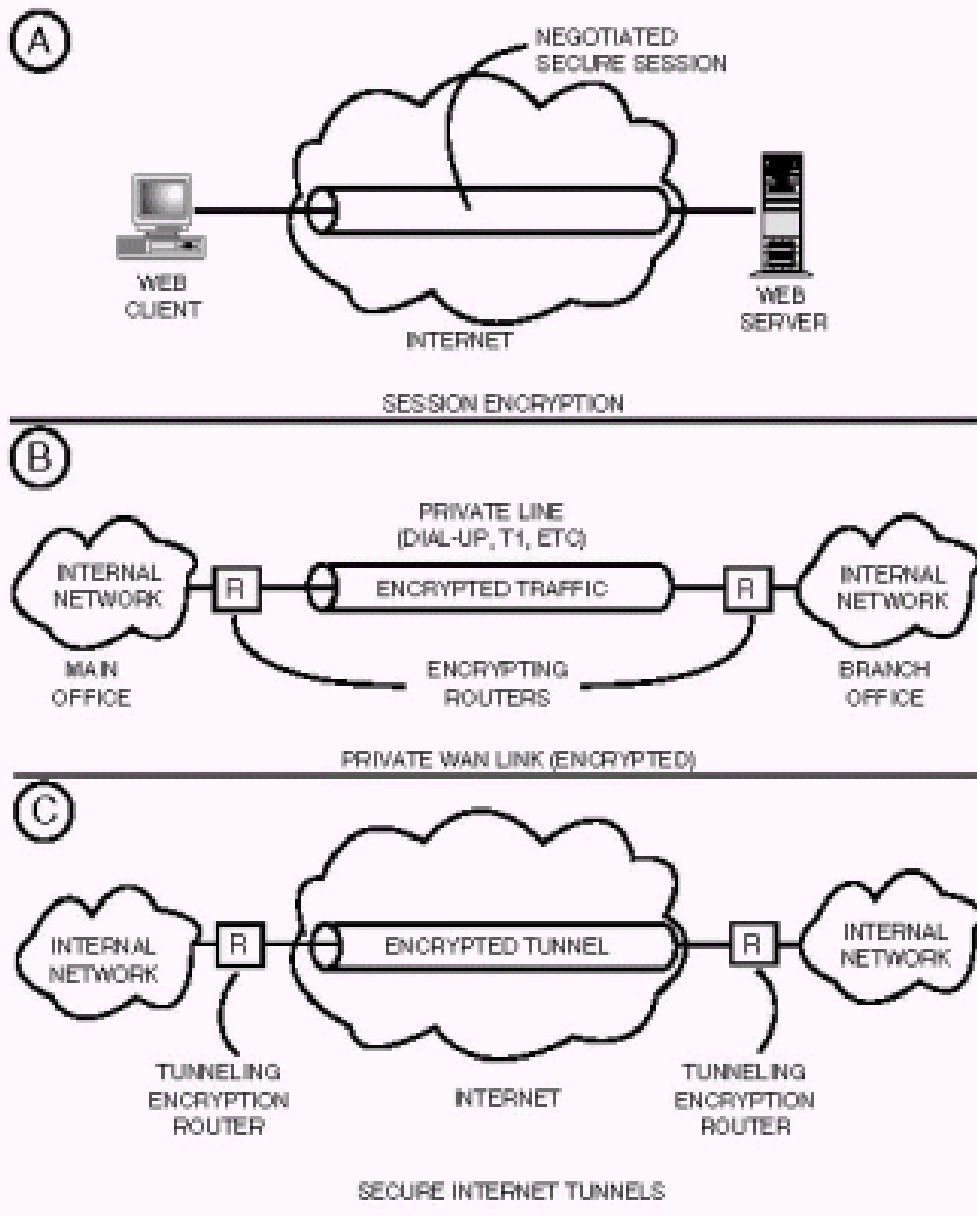 A
NEGOTIATED
SECURE SESSION
WEB
CLIENT
WEB
SERVER
INTERNET
SESSION ENCRYPTION
B
PRIVATE LINE
(DIAL-UP, T1, ETC)
INTERNAL
NETWORK
R
ENCRYPTED TRAFFIC
R
INTERNAL
NETWORK
MAIN
OFFICE
ENCRYPTING
ROUTERS
BRANCH
OFFICE
PRIVATE WAN LINK (ENCRYPTED)
C
INTERNAL
NETWORK
R
ENCRYPTED TUNNEL
R
INTERNAL
NETWORK
TUNNELING
ENCRYPTION
ROUTER
INTERNET
TUNNELING
ENCRYPTION
ROUTER
SECURE INTERNET TUNNELS